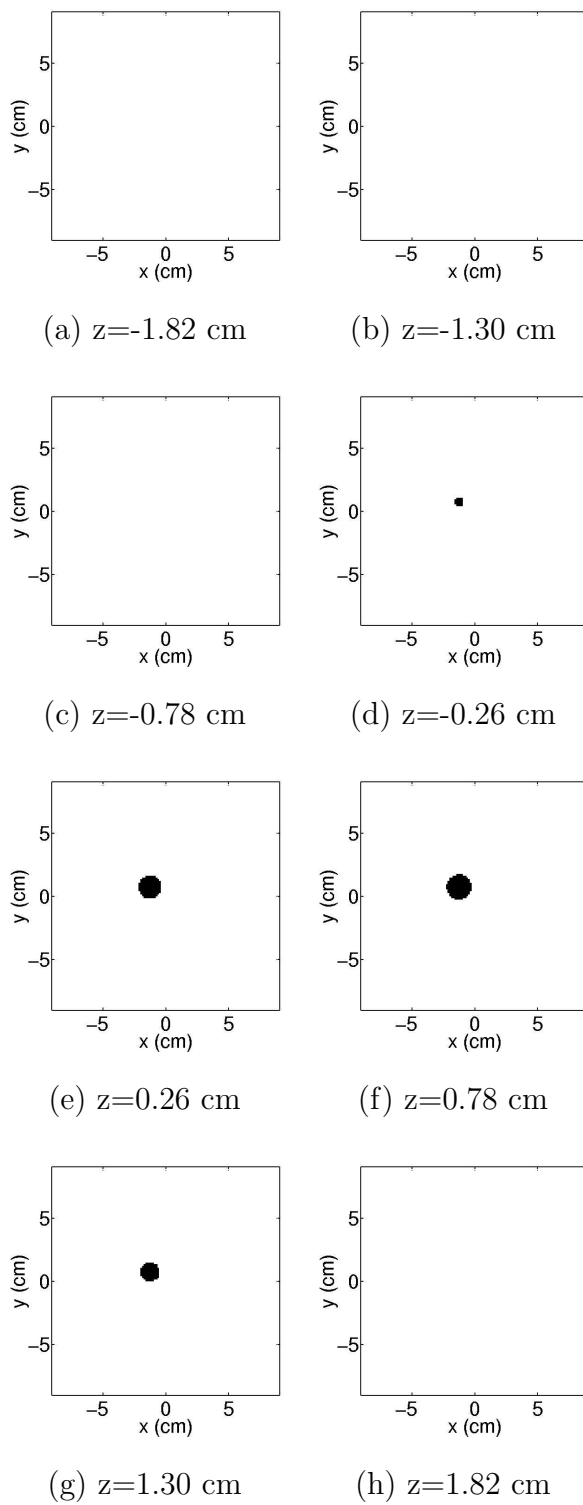 5
0
−5
y (cm)
−5 0 5
x (cm)
(a) z=-1.82 cm
5
0
−5
y (cm)
−5 0 5
x (cm)
(b) z=-1.30 cm
5
0
−5
y (cm)
−5 0 5
x (cm)
(c) z=-0.78 cm
5
0
−5
y (cm)
−5 0 5
x (cm)
(d) z=-0.26 cm
5
0
−5
y (cm)
−5 0 5
x (cm)
(e) z=0.26 cm
5
0
−5
y (cm)
−5 0 5
x (cm)
(f) z=0.78 cm
5
0
−5
y (cm)
−5 0 5
x (cm)
(g) z=1.30 cm
5
0
−5
y (cm)
−5 0 5
x (cm)
(h) z=1.82 cm